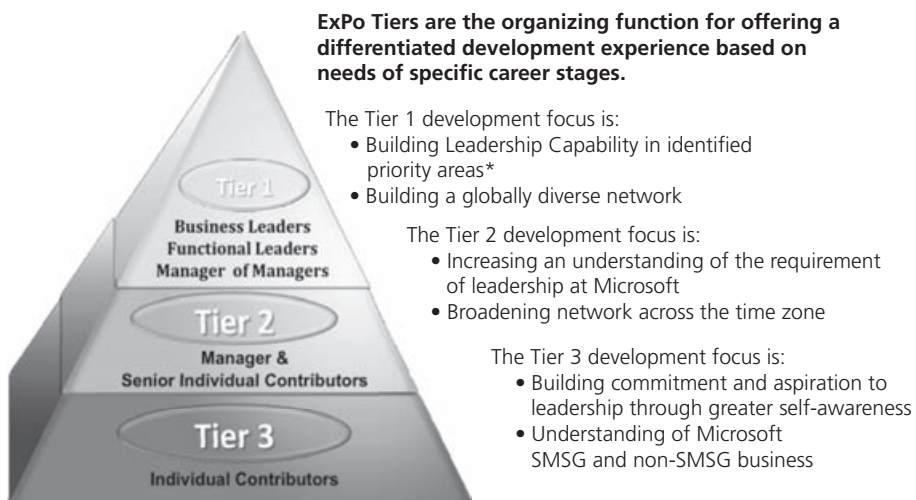 ExPo Tiers are the organizing function for offering a
differentiated development experience based on
needs of specific career stages.
The Tier 1 development focus is:
• Building Leadership Capability in identified
priority areas*
• Building a globally diverse network
Tier 1
Business Leaders
Functional Leaders
Manager of Managers
The Tier 2 development focus is:
• Increasing an understanding of the requirement
of leadership at Microsoft
• Broadening network across the time zone
Tier 2
Manager &
Senior Individual Contributors
The Tier 3 development focus is:
• Building commitment and aspiration to
leadership through greater self-awareness
• Understanding of Microsoft
SMSG and non-SMSG business
Tier 3
Individual Contributors